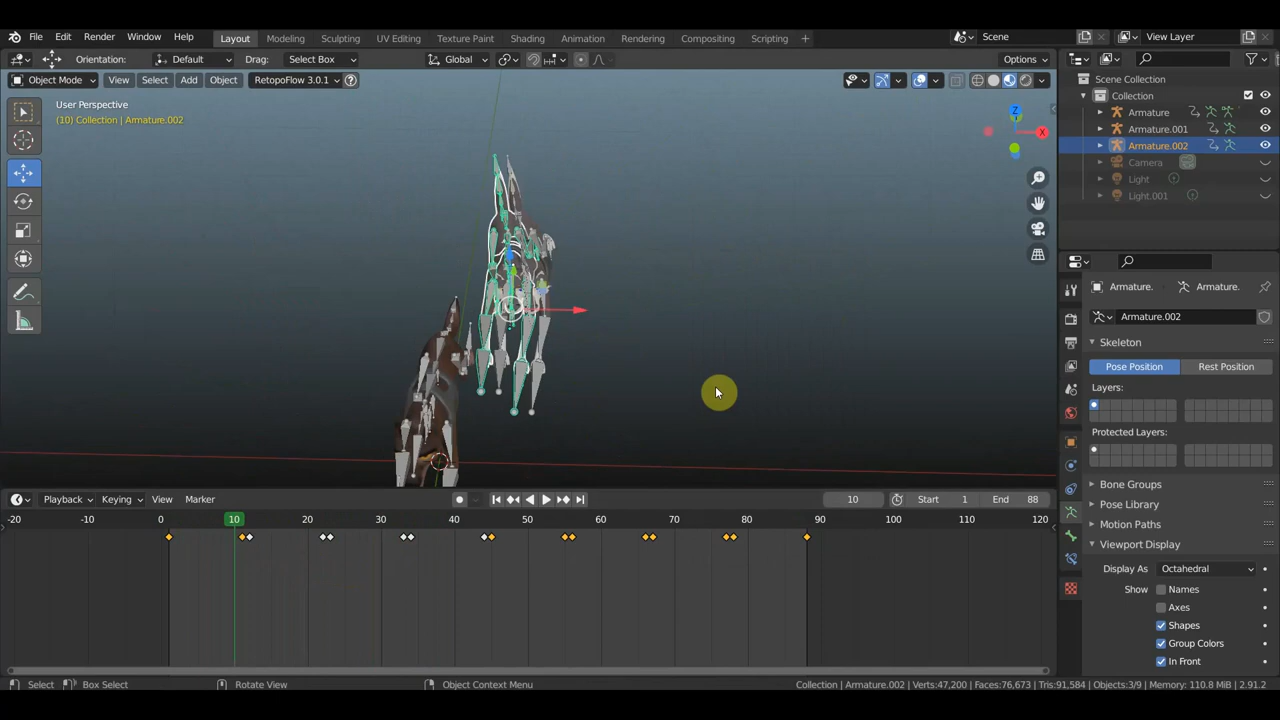 File Edit Render Window Help Layout Modeling Sculpting UV Editing Texture Paint Shading Animation Rendering Compositing Scripting Scene View Layer
Orientation: Default Drag: Select Box Global Options
Object Mode View Select Add Object RetopoFlow 3.0.1
User Perspective
(10) Collection | Armature.002
Z
X
Scene Collection
Collection
Armature
Armature.001
Armature.002
Camera
Light
Light.001
Armature. Armature.
Armature.002
Skeleton
Pose Position Rest Position
Layers:
Protected Layers:
Bone Groups
Pose Library
Motion Paths
Viewport Display
Display As Octahedral
Show Names
Axes
Shapes
Group Colors
In Front
Playback Keying View Marker 10 Start 1 End 88
-20 -10 0 10 20 30 40 50 60 70 80 90 100 110 120
Select Box Select Rotate View Object Context Menu Collection | Armature.002 | Verts:47,200 | Faces:76,673 | Tris:91,584 | Objects:3/9 | Memory: 110.8 MiB | 2.91.2